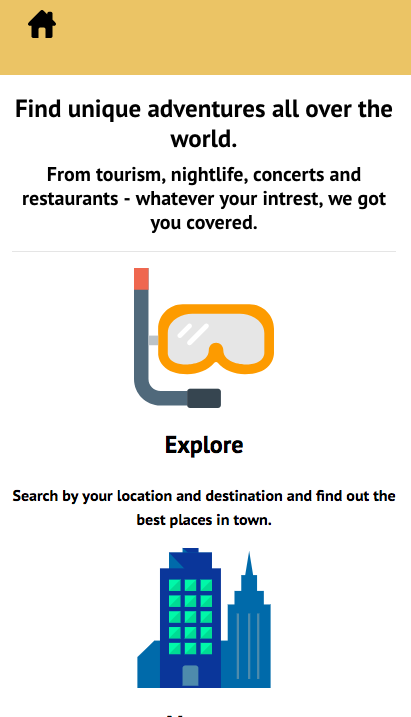 Find unique adventures all over the
world.
From tourism, nightlife, concerts and
restaurants - whatever your intrest, we got
you covered.
Explore
Search by your location and destination and find out the
best places in town.